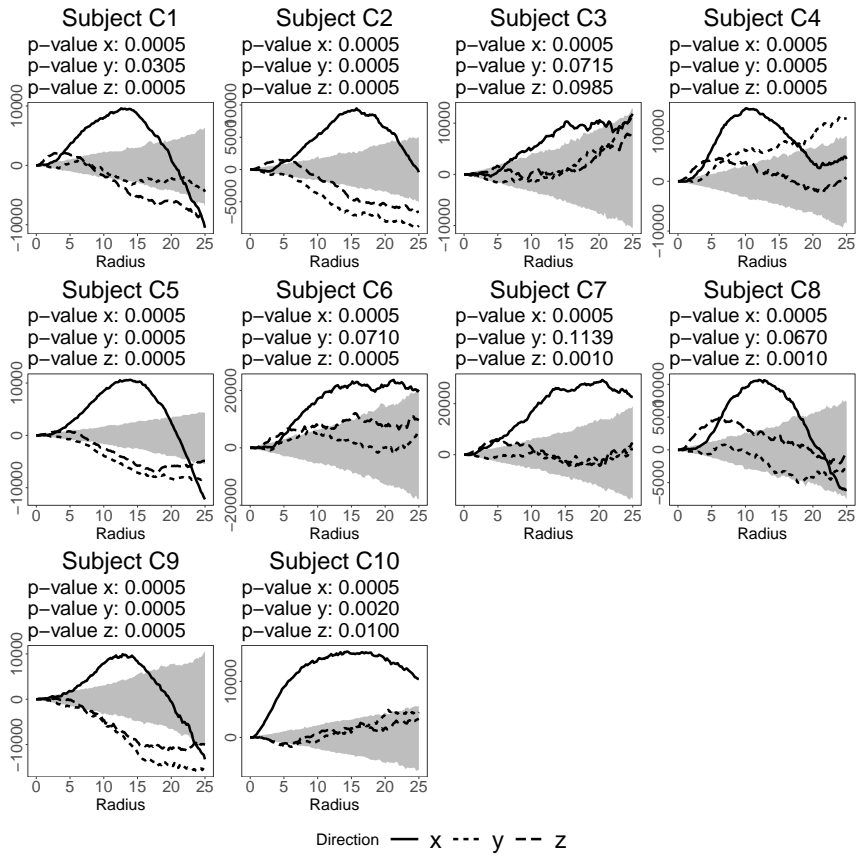 Subject C1 Subject C2 Subject C3 Subject C4
p−value x: 0.0005 p−value x: 0.0005 p−value x: 0.0005 p−value x: 0.0005
p−value y: 0.0305 p−value y: 0.0005 p−value y: 0.0715 p−value y: 0.0005
p−value z: 0.0005 p−value z: 0.0005 p−value z: 0.0985 p−value z: 0.0005
10000 10000 10000 10000
5000
0 0 0 0
−5000
−10000 −10000 −10000
0 5 10 15 20 25 0 5 10 15 20 25 0 5 10 15 20 25 0 5 10 15 20 25
Radius Radius Radius Radius
Subject C5 Subject C6 Subject C7 Subject C8
p−value x: 0.0005 p−value x: 0.0005 p−value x: 0.0005 p−value x: 0.0005
p−value y: 0.0005 p−value y: 0.0710 p−value y: 0.1139 p−value y: 0.0670
p−value z: 0.0005 p−value z: 0.0005 p−value z: 0.0010 p−value z: 0.0010
10000 20000 20000 10000
5000
0 0 0 0
−5000
−10000 −20000
0 5 10 15 20 25 0 5 10 15 20 25 0 5 10 15 20 25 0 5 10 15 20 25
Radius Radius Radius Radius
Subject C9 Subject C10
p−value x: 0.0005 p−value x: 0.0005
p−value y: 0.0005 p−value y: 0.0020
p−value z: 0.0005 p−value z: 0.0100
10000 10000
0 0
−10000
0 5 10 15 20 25 0 5 10 15 20 25
Radius Radius
Direction x y z